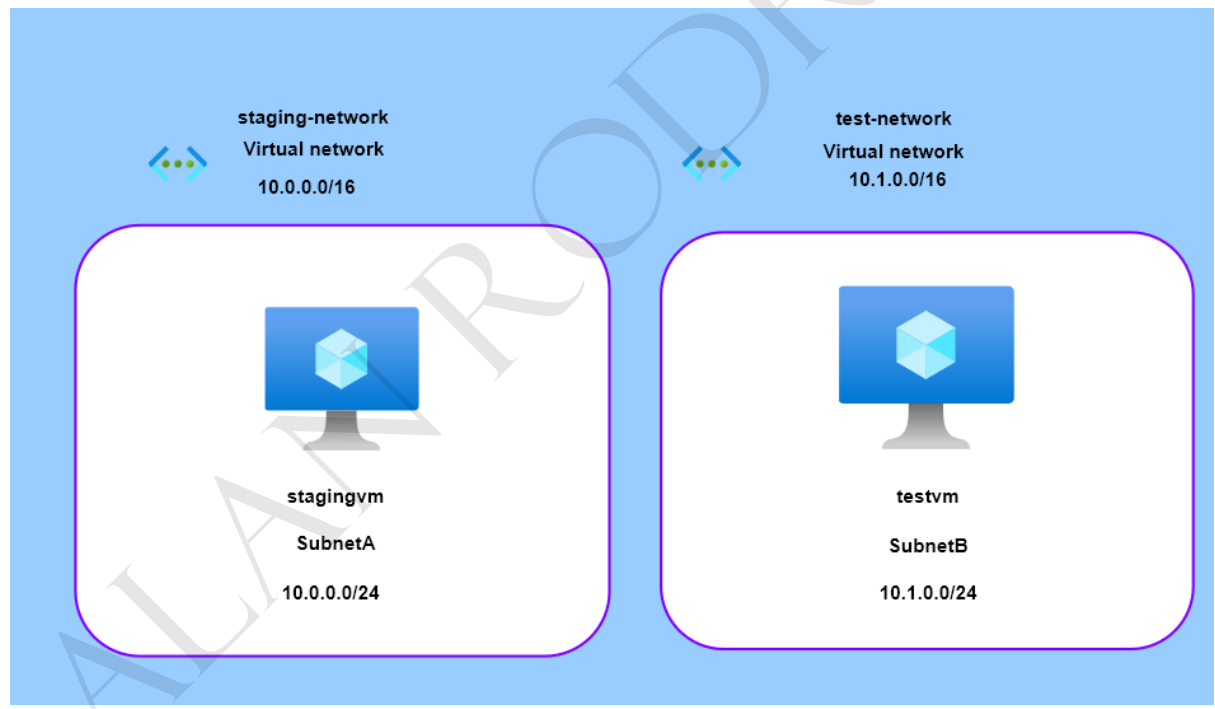 staging-network
Virtual network
10.0.0.0/16
stagingvm
SubnetA
10.0.0.0/24
test-network
Virtual network
10.1.0.0/16
testvm
SubnetB
10.1.0.0/24